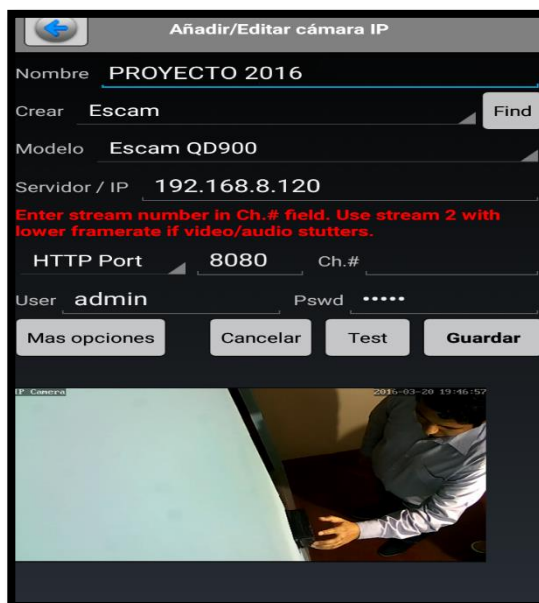 Añadir/Editar cámara IP
Nombre PROYECTO 2016
Crear Escam Find
Modelo Escam QD900
Servidor / IP 192.168.8.120
Enter stream number in Ch.# field. Use stream 2 with
lower framerate if video/audio stutters.
HTTP Port 8080 Ch.#
User admin Pswd •••••
Mas opciones Cancelar Test Guardar
IP Camera 2016-03-20 19:46:57